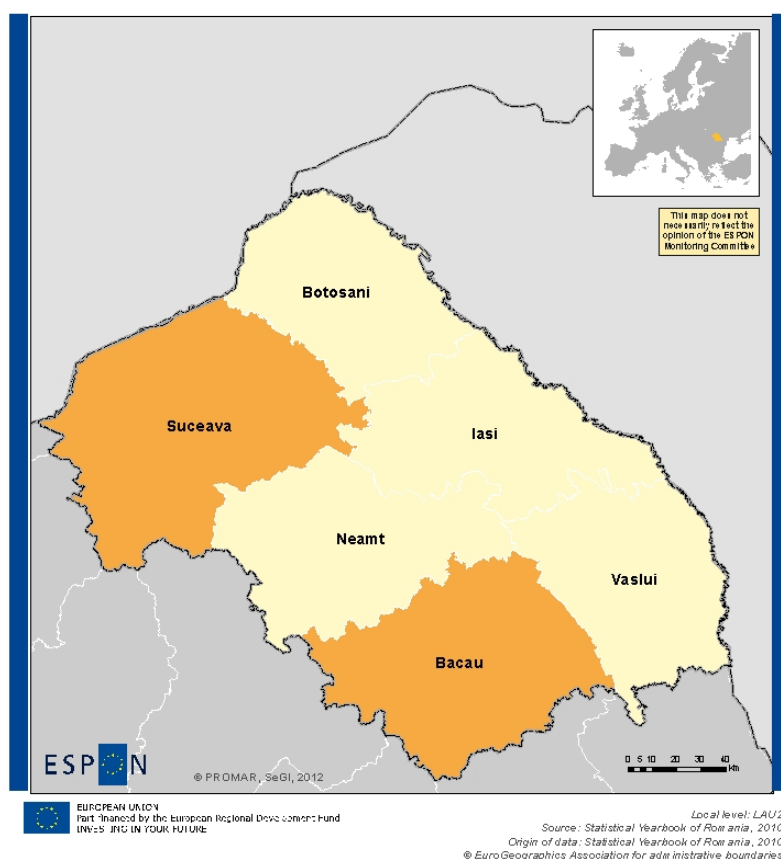 This map does not
necessarily reflect the
opinion of the ESPON
Monitoring Committee
Botosani
Suceava
Iasi
Neamt
Vaslui
Bacau
ESPON
© PROMAR, SeGI, 2012
0 5 10 20 30 40
km
EUROPEAN UNION
Part-financed by the European Regional Development Fund
INVESTING IN YOUR FUTURE
Local level: LAU2
Source: Statistical Yearbook of Romania, 2010
Origin of data: Statistical Yearbook of Romania, 2010
© EuroGeographics Association for administrative boundaries